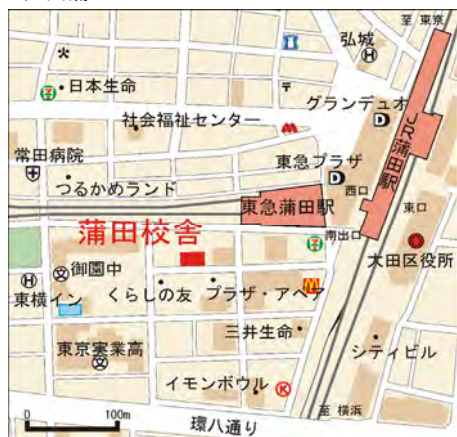 至 東京
弘城
H
日本生命
グランデュオ
D
JR蒲田駅
社会福祉センター
常田病院
東急プラザ
D
西口
つるかめランド
東急蒲田駅
東口
南出口
蒲田校舎
大田区役所
御園中
文
H
東横イン
くらしの友
プラザ・アペア
M
三井生命
東京実業高
文
シティビル
イモンボウル
K
0
100m
至 横浜
環八通り